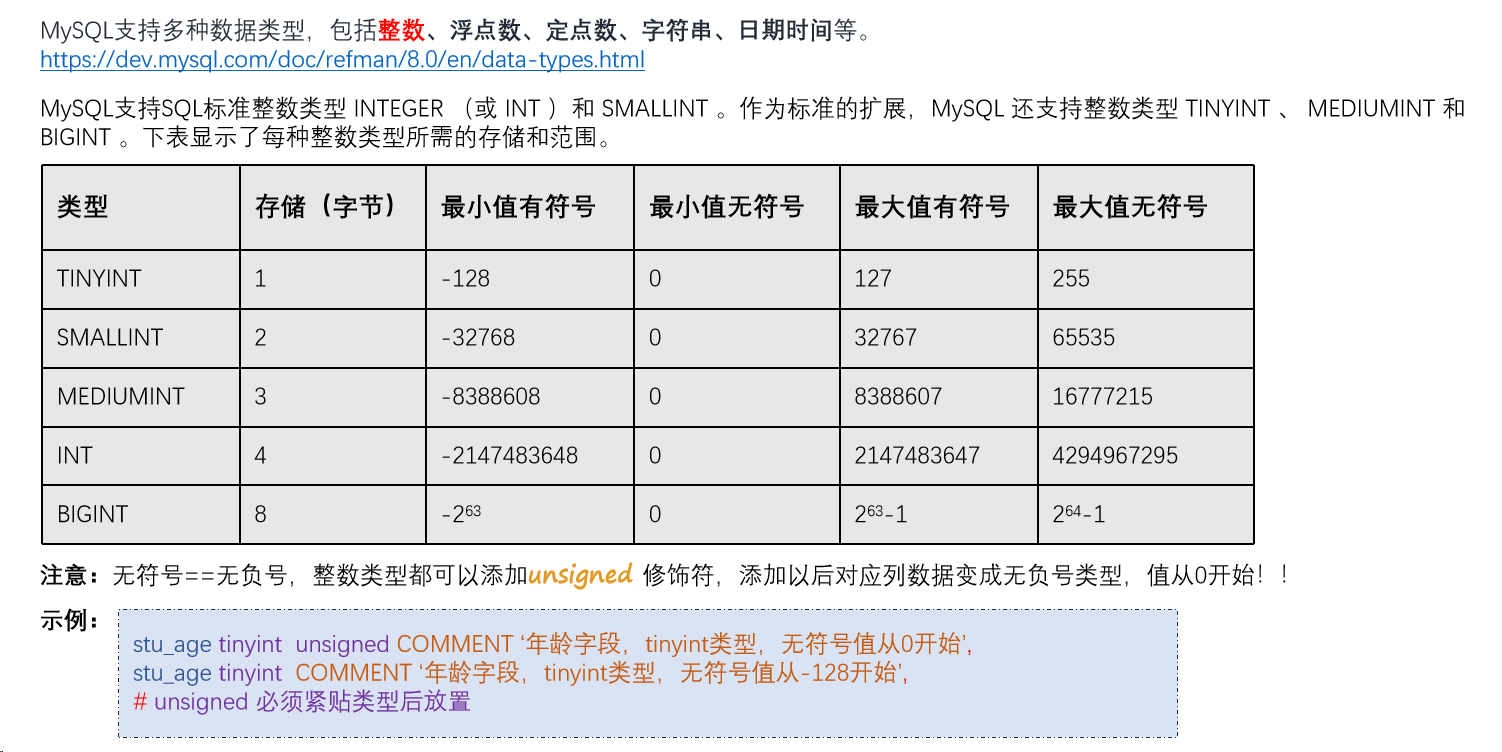 MySQL支持多种数据类型，包括整数、浮点数、定点数、字符串、日期时间等。
https://dev.mysql.com/doc/refman/8.0/en/data-types.html
MySQL支持SQL标准整数类型 INTEGER （或 INT ）和 SMALLINT 。作为标准的扩展，MySQL 还支持整数类型 TINYINT 、 MEDIUMINT 和
BIGINT 。下表显示了每种整数类型所需的存储和范围。
类型 存储（字节） 最小值有符号 最小值无符号 最大值有符号 最大值无符号
TINYINT 1 -128 0 127 255
SMALLINT 2 -32768 0 32767 65535
MEDIUMINT 3 -8388608 0 8388607 16777215
INT 4 -2147483648 0 2147483647 4294967295
BIGINT 8 -2⁶³ 0 2⁶³-1 2⁶⁴-1
注意：无符号==无负号，整数类型都可以添加unsigned 修饰符，添加以后对应列数据变成无负号类型，值从0开始！！
示例：
stu_age tinyint unsigned COMMENT ‘年龄字段，tinyint类型，无符号值从0开始’,
stu_age tinyint COMMENT ‘年龄字段，tinyint类型，无符号值从-128开始’,
# unsigned 必须紧贴类型后放置